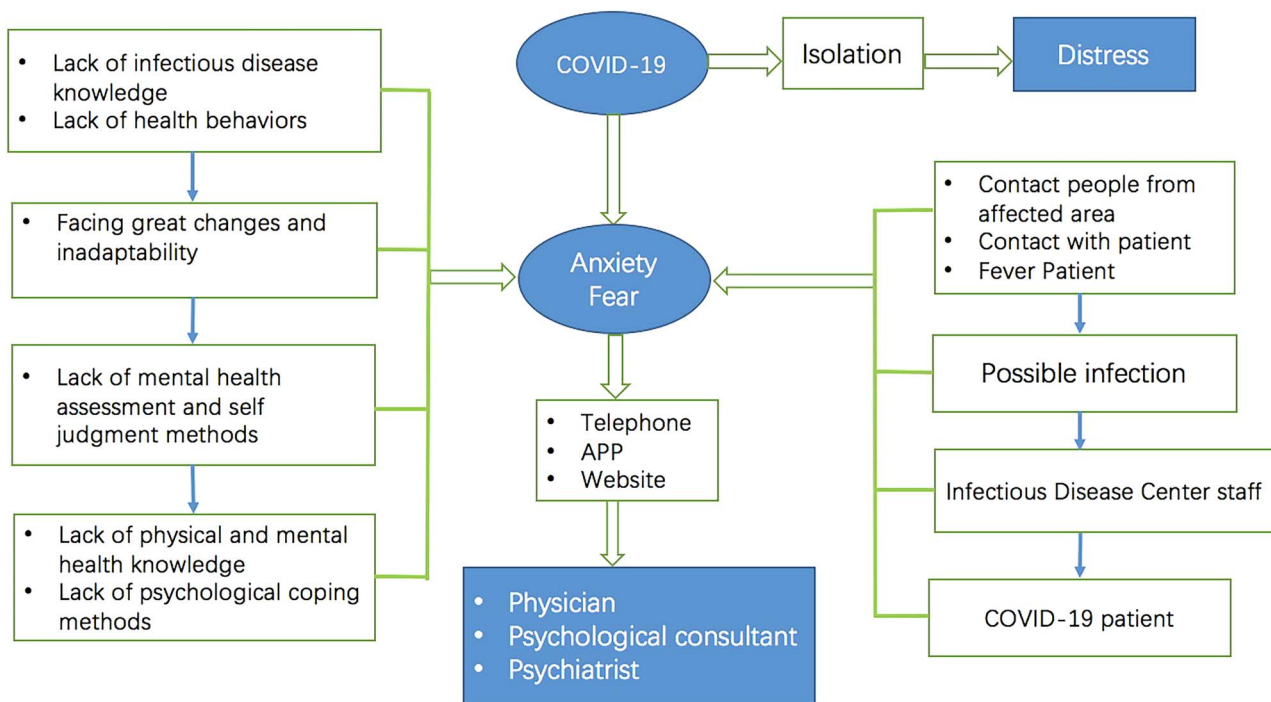 COVID-19
Isolation
Distress
• Lack of infectious disease
knowledge
• Lack of health behaviors
• Facing great changes and
inadaptability
• Lack of mental health
assessment and self
judgment methods
• Lack of physical and mental
health knowledge
• Lack of psychological coping
methods
Anxiety
Fear
• Telephone
• APP
• Website
• Physician
• Psychological consultant
• Psychiatrist
• Contact people from
affected area
• Contact with patient
• Fever Patient
Possible infection
Infectious Disease Center staff
COVID-19 patient